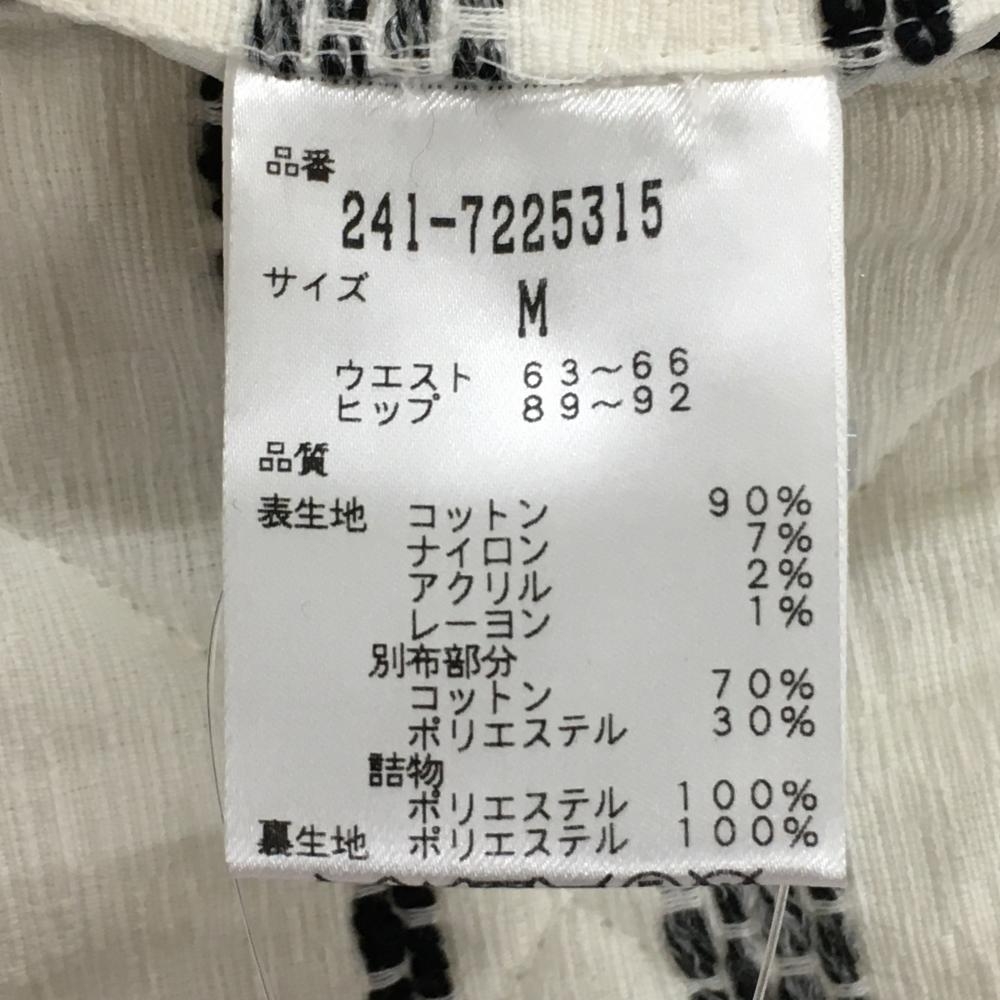 品番
241-7225315
サイズ
M
ウエスト 63～66
ヒップ 89～92
品質
表生地 コットン 90%
ナイロン 7%
アクリル 2%
レーヨン 1%
別布部分
コットン 70%
ポリエステル 30%
詰物
ポリエステル 100%
裏生地 ポリエステル 100%